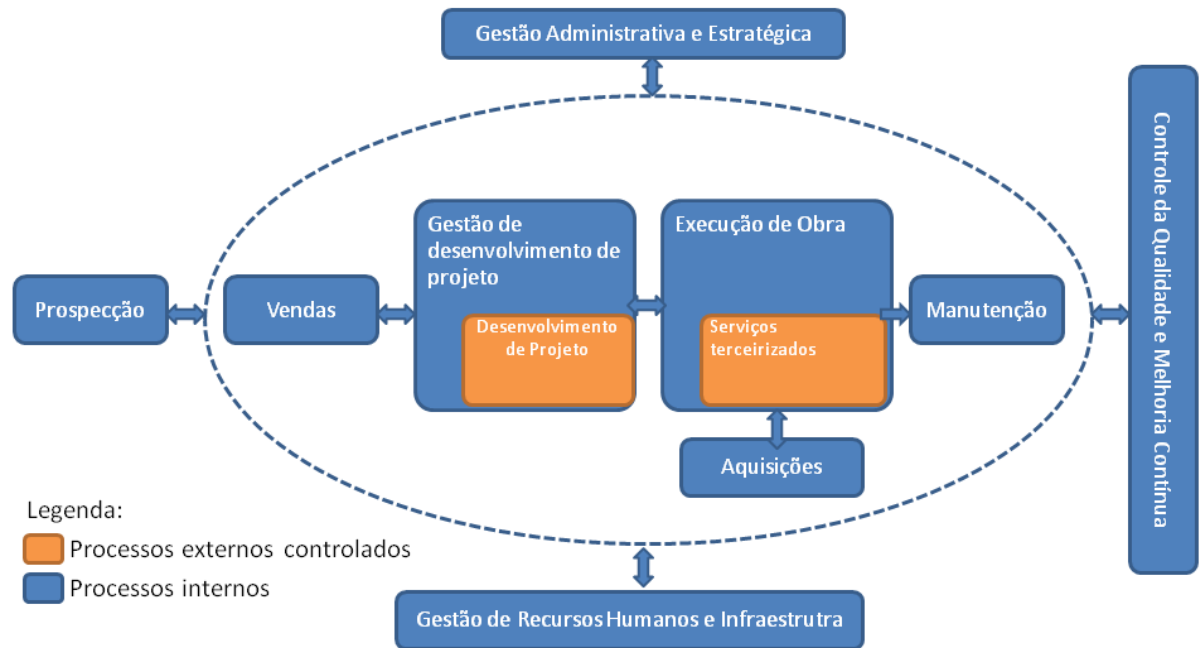 Gestão Administrativa e Estratégica
Controle da Qualidade e Melhoria Contínua
Gestão de
desenvolvimento de
projeto
Execução de Obra
Prospecção
Vendas
Manutenção
Desenvolvimento
de Projeto
Serviços
terceirizados
Aquisições
Legenda:
Processos externos controlados
Processos internos
Gestão de Recursos Humanos e Infraestrutra